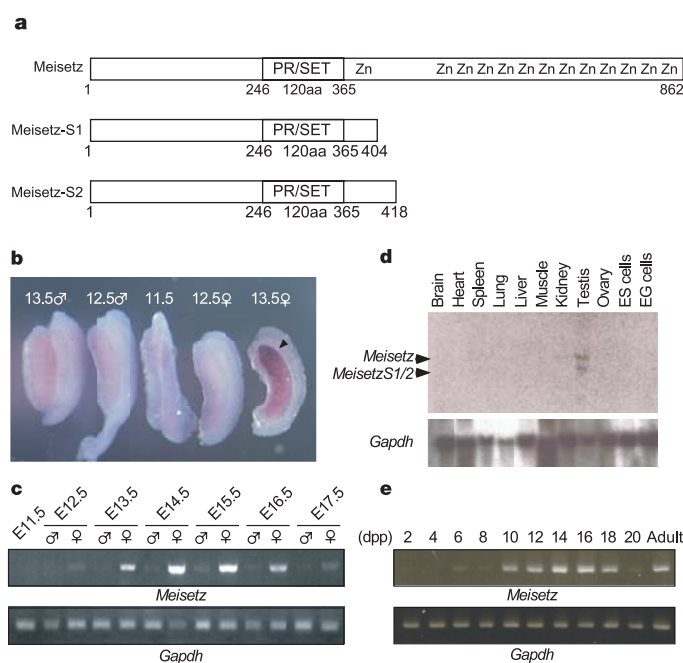 a
Meisetz PR/SET Zn Zn Zn Zn Zn Zn Zn Zn Zn Zn Zn Zn Zn
1 246 120aa 365 862
Meisetz-S1 PR/SET
1 246 120aa 365 404
Meisetz-S2 PR/SET
1 246 120aa 365 418
b
13.5♂ 12.5♂ 11.5 12.5♀ 13.5♀
d
Brain Heart Spleen Lung Liver Muscle Kidney Testis Ovary ES cells EG cells
Meisetz
MeisetzS1/2
Gapdh
c
E11.5 E12.5 E13.5 E14.5 E15.5 E16.5 E17.5
♂ ♀ ♂ ♀ ♂ ♀ ♂ ♀ ♂ ♀ ♂ ♀
Meisetz
Gapdh
e
(dpp) 2 4 6 8 10 12 14 16 18 20 Adult
Meisetz
Gapdh